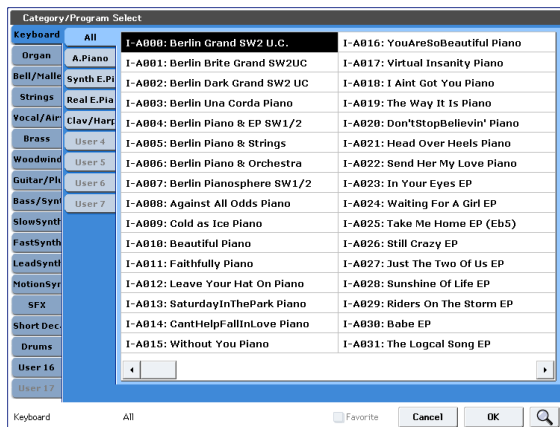 Category/Program Select
Keyboard
Organ
Bell/Malle
Strings
Vocal/Air
Brass
Woodwind
Guitar/Plu
Bass/Synt
SlowSynth
FastSynth
LeadSynth
MotionSyn
SFX
Short Dec
Drums
User 16
User 17
All
A.Piano
Synth E.Pi
Real E.Pia
Clav/Harp
User 4
User 5
User 6
User 7
I-A000: Berlin Grand SW2 U.C.
I-A001: Berlin Brite Grand SW2UC
I-A002: Berlin Dark Grand SW2 UC
I-A003: Berlin Una Corda Piano
I-A004: Berlin Piano & EP SW1/2
I-A005: Berlin Piano & Strings
I-A006: Berlin Piano & Orchestra
I-A007: Berlin Pianosphere SW1/2
I-A008: Against All Odds Piano
I-A009: Cold as Ice Piano
I-A010: Beautiful Piano
I-A011: Faithfully Piano
I-A012: Leave Your Hat On Piano
I-A013: SaturdayInThePark Piano
I-A014: CantHelpFallInLove Piano
I-A015: Without You Piano
I-A016: YouAreSoBeautiful Piano
I-A017: Virtual Insanity Piano
I-A018: I Aint Got You Piano
I-A019: The Way It Is Piano
I-A020: Don'tStopBelievin' Piano
I-A021: Head Over Heels Piano
I-A022: Send Her My Love Piano
I-A023: In Your Eyes EP
I-A024: Waiting For A Girl EP
I-A025: Take Me Home EP (Eb5)
I-A026: Still Crazy EP
I-A027: Just The Two Of Us EP
I-A028: Sunshine Of Life EP
I-A029: Riders On The Storm EP
I-A030: Babe EP
I-A031: The Logcal Song EP
Keyboard
All
Favorite
Cancel
OK